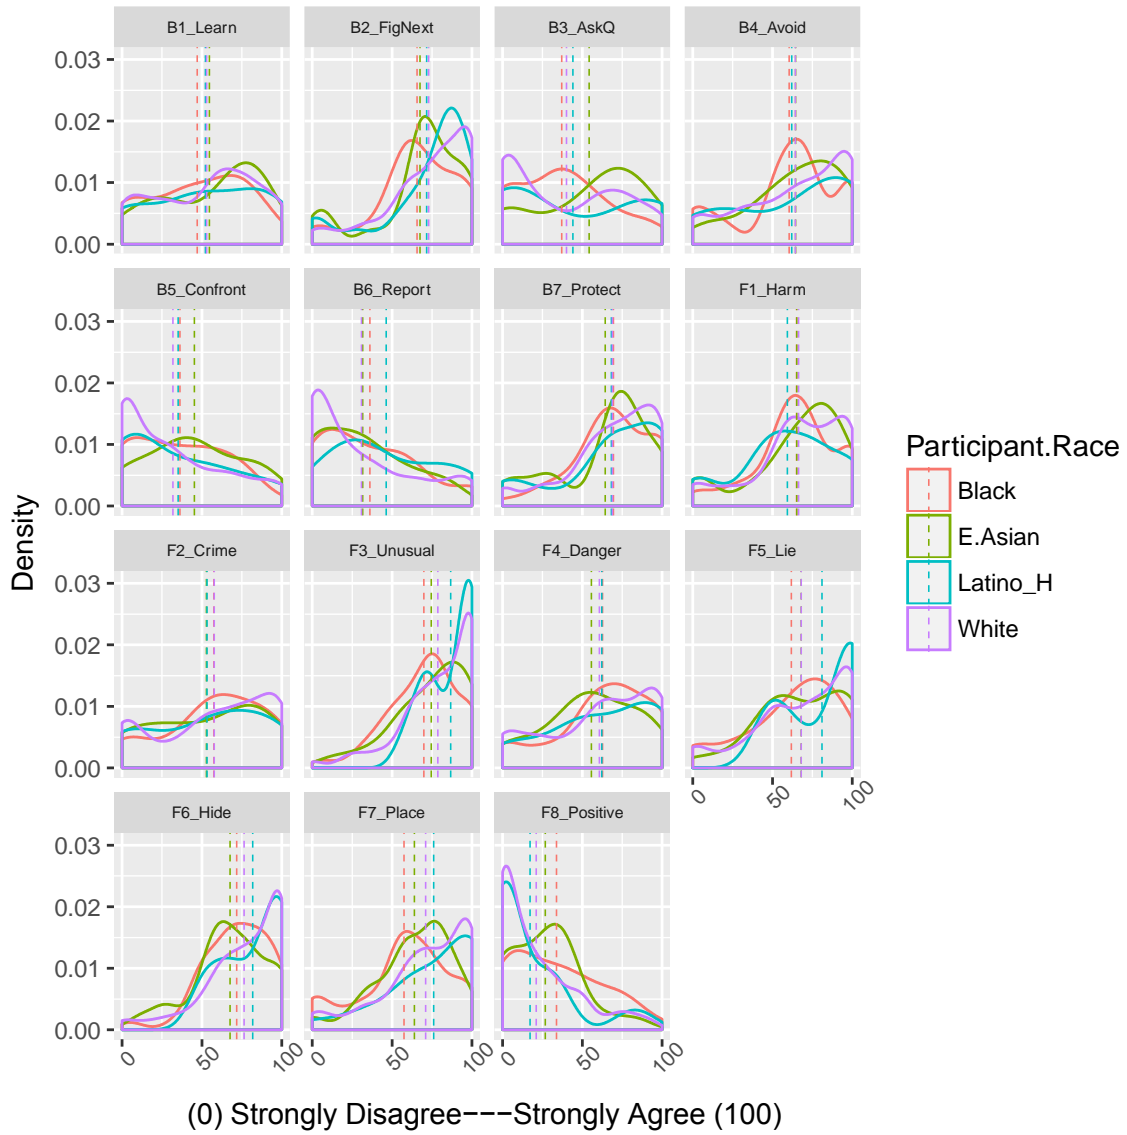 B1_Learn B2_FigNext B3_AskQ B4_Avoid
0.03
0.02
0.01
0.00
B5_Confront B6_Report B7_Protect F1_Harm
0.03
0.02
0.01
0.00
F2_Crime F3_Unusual F4_Danger F5_Lie
0.03
0.02
0.01
0.00
0 50 100
F6_Hide F7_Place F8_Positive
0.03
0.02
0.01
0.00
0 50 100 0 50 100 0 50 100
Density
(0) Strongly Disagree−−−Strongly Agree (100)
Participant.Race
Black
E.Asian
Latino_H
White